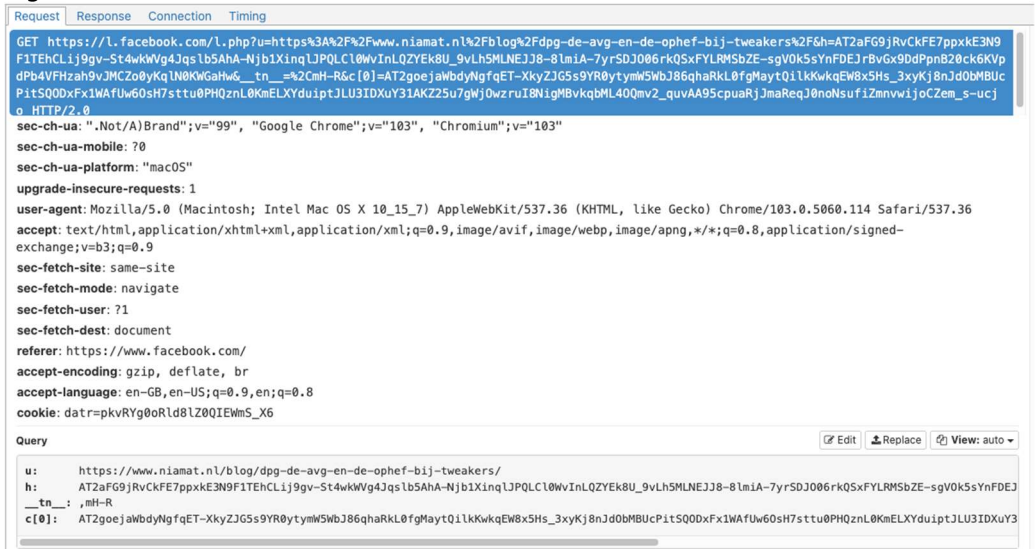 Request Response Connection Timing
GET https://l.facebook.com/l.php?u=https%3A%2F%2Fwww.niamat.nl%2Fblog%2Fdpg-de-avg-en-de-ophef-bij-tweakers%2F&h=AT2aFG9jRvCkFE7ppxkE3N9
F1TEhCLij9gv-St4wkWVg4Jqslb5AhA-Njb1XinqlJPQLCl0WvInLQZYEk8U_9vLh5MLNEJJ8-8lmiA-7yrSDJO06rkQSxFYLRMSbZE-sgVOk5sYnFDEJrBvGx9DdPpnB20ck6KVp
dPb4VFHzah9vJMCZo0yKqlN0KWGaHw&__tn__=%2CmH-R&c[0]=AT2goejaWbdyNgfqET-XkyZJG5s9YR0ytymW5WbJ86qhaRkL0fgMaytQilkKwkqEW8x5Hs_3xyKj8nJdObMBUc
PitSQODxFx1WAfUw6OsH7sttu0PHQznL0KmELXYduiptJLU3IDXuY31AKZ25u7gWjOwzruI8NigMBvkqbML4OQmv2_quvAA95cpuaRjJmaReqJ0noNsufiZmnvwijoCZem_s-ucj
o HTTP/2.0
sec-ch-ua: ".Not/A)Brand";v="99", "Google Chrome";v="103", "Chromium";v="103"
sec-ch-ua-mobile: ?0
sec-ch-ua-platform: "macOS"
upgrade-insecure-requests: 1
user-agent: Mozilla/5.0 (Macintosh; Intel Mac OS X 10_15_7) AppleWebKit/537.36 (KHTML, like Gecko) Chrome/103.0.5060.114 Safari/537.36
accept: text/html,application/xhtml+xml,application/xml;q=0.9,image/avif,image/webp,image/apng,*/*;q=0.8,application/signed-
exchange;v=b3;q=0.9
sec-fetch-site: same-site
sec-fetch-mode: navigate
sec-fetch-user: ?1
sec-fetch-dest: document
referer: https://www.facebook.com/
accept-encoding: gzip, deflate, br
accept-language: en-GB,en-US;q=0.9,en;q=0.8
cookie: datr=pkvRYg0oRld8lZ0QIEWmS_X6
Query Edit Replace View: auto
u: https://www.niamat.nl/blog/dpg-de-avg-en-de-ophef-bij-tweakers/
h: AT2aFG9jRvCkFE7ppxkE3N9F1TEhCLij9gv-St4wkWVg4Jqslb5AhA-Njb1XinqlJPQLCl0WvInLQZYEk8U_9vLh5MLNEJJ8-8lmiA-7yrSDJO06rkQSxFYLRMSbZE-sgVOk5sYnFDEJ
__tn__: ,mH-R
c[0]: AT2goejaWbdyNgfqET-XkyZJG5s9YR0ytymW5WbJ86qhaRkL0fgMaytQilkKwkqEW8x5Hs_3xyKj8nJdObMBUcPitSQODxFx1WAfUw6OsH7sttu0PHQznL0KmELXYduiptJLU3IDXuY3